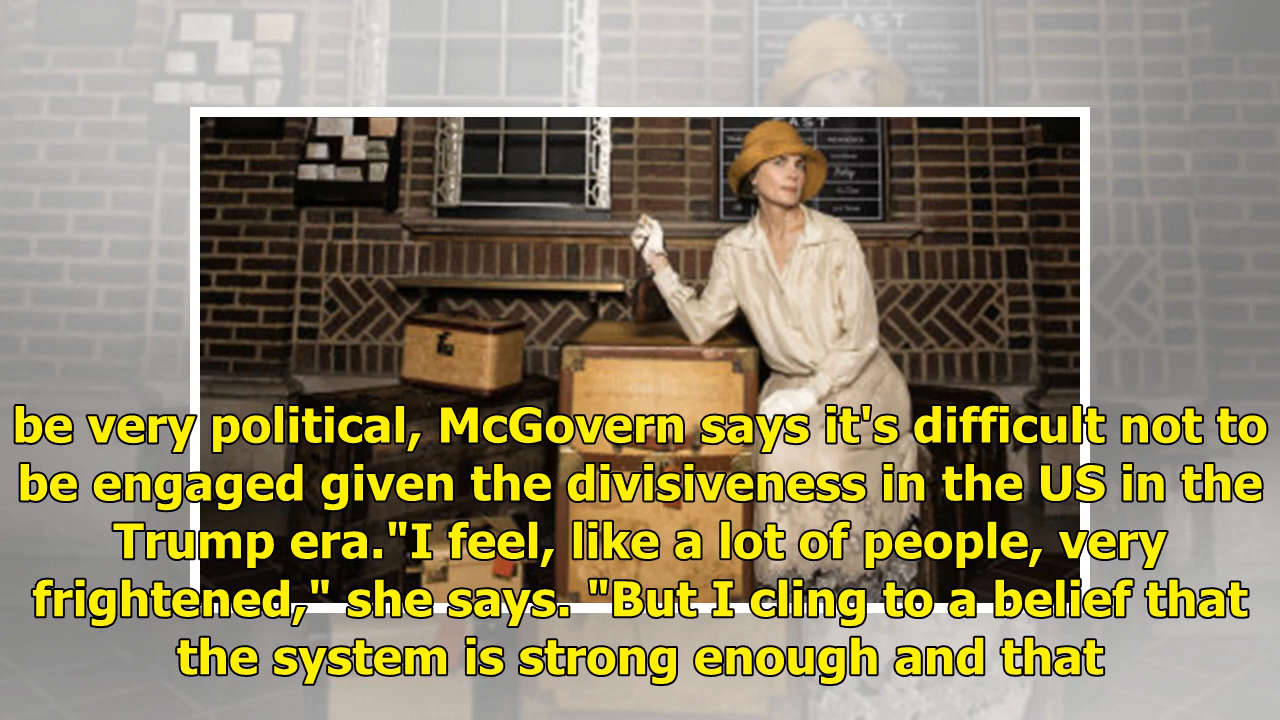 EAST
be very political, McGovern says it's difficult not to
be engaged given the divisiveness in the US in the
Trump era."I feel, like a lot of people, very
frightened," she says. "But I cling to a belief that
the system is strong enough and that